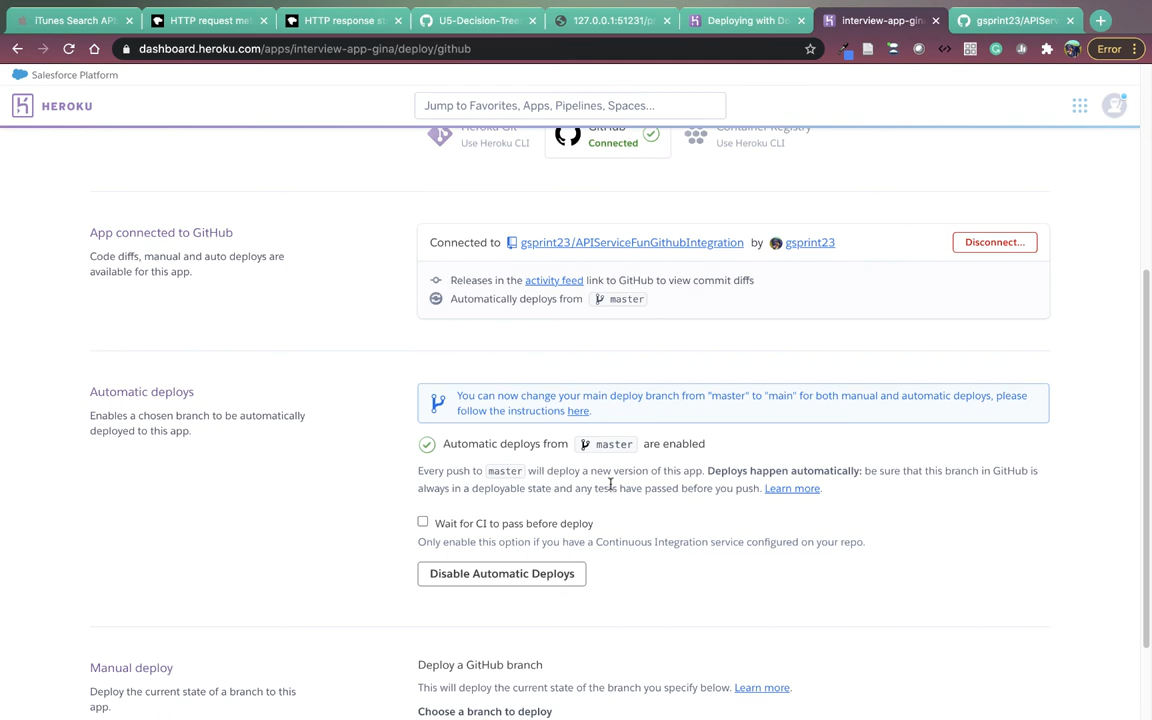 iTunes Search API
HTTP request me
HTTP response st
U5-Decision-Tree
127.0.0.1:51231/pr
Deploying with Do
interview-app-gina
gsprint23/APIServ
dashboard.heroku.com/apps/interview-app-gina/deploy/github
Error
Salesforce Platform
HEROKU
Jump to Favorites, Apps, Pipelines, Spaces...
Heroku Git
Use Heroku CLI
GitHub
Connected
Container Registry
Use Heroku CLI
App connected to GitHub
Code diffs, manual and auto deploys are
available for this app.
Connected to gsprint23/APIServiceFunGithubIntegration by gsprint23
Disconnect...
Releases in the activity feed link to GitHub to view commit diffs
Automatically deploys from master
Automatic deploys
Enables a chosen branch to be automatically
deployed to this app.
You can now change your main deploy branch from "master" to "main" for both manual and automatic deploys, please
follow the instructions here.
Automatic deploys from master are enabled
Every push to master will deploy a new version of this app. Deploys happen automatically: be sure that this branch in GitHub is
always in a deployable state and any tests have passed before you push. Learn more.
Wait for CI to pass before deploy
Only enable this option if you have a Continuous Integration service configured on your repo.
Disable Automatic Deploys
Manual deploy
Deploy the current state of a branch to this
app.
Deploy a GitHub branch
This will deploy the current state of the branch you specify below. Learn more.
Choose a branch to deploy